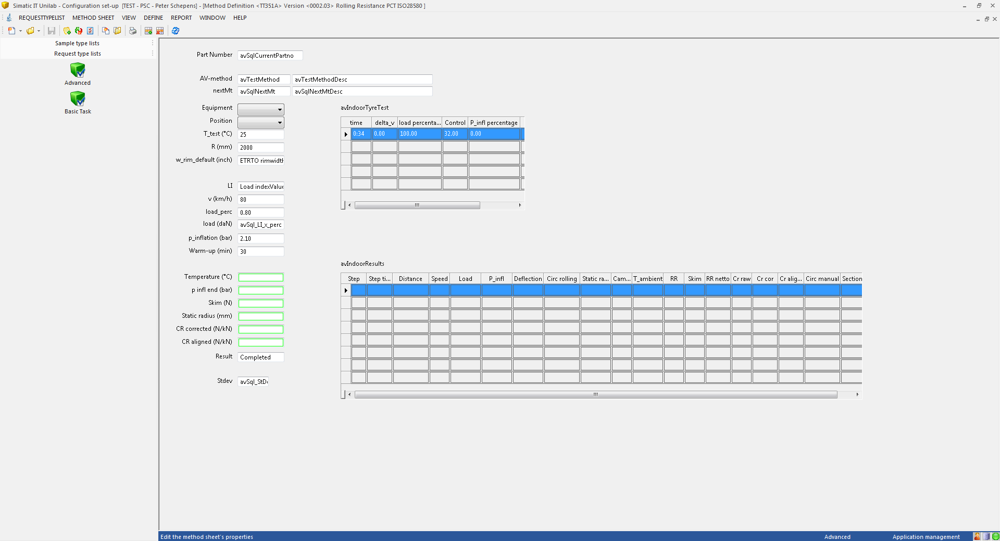 Simatic IT Unilab - Configuration set-up [TEST - PSC - Peter Schepens] - [Method Definition <TT351A> Version <0002.03> Rolling Resistance PCT ISO28580 ]
REQUESTTYPELIST METHOD SHEET VIEW DEFINE REPORT WINDOW HELP
Sample type lists
Request type lists
Advanced
Basic Task
Part Number avSqlCurrentPartno
AV-method avTestMethod avTestMethodDesc
nextMt avSqlNextMt avSqlNextMtDesc
Equipment
Position
T_test (°C) 25
R (mm) 2000
w_rim_default (inch) ETRTO rimwidth
LI Load indexValue
v (km/h) 80
load_perc 0.80
load (daN) avSql_LI_x_perc
p_inflation (bar) 2.10
Warm-up (min) 30
Temperature (°C)
p infl end (bar)
Skim (N)
Static radius (mm)
CR corrected (N/kN)
CR aligned (N/kN)
Result Completed
Stdev avSql_StD
avIndoorTyreTest
time delta_v load percenta... Control P_infl percentage
0:34 0.00 100.00 32.00 0.00
avIndoorResults
Step Step ti... Distance Speed Load P_infl Deflection Circ rolling Static ra... Cam... T_ambient RR Skim RR netto Cr raw Cr cor Cr alig... Circ manual Section
Edit the method sheet's properties Advanced Application management